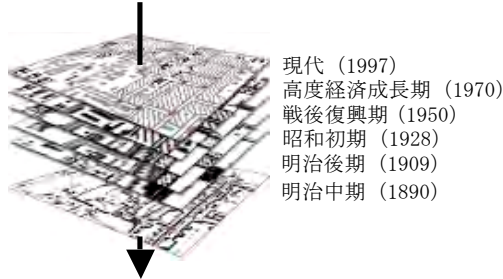 現代（1997）
高度経済成長期（1970）
戦後復興期（1950）
昭和初期（1928）
明治後期（1909）
明治中期（1890）